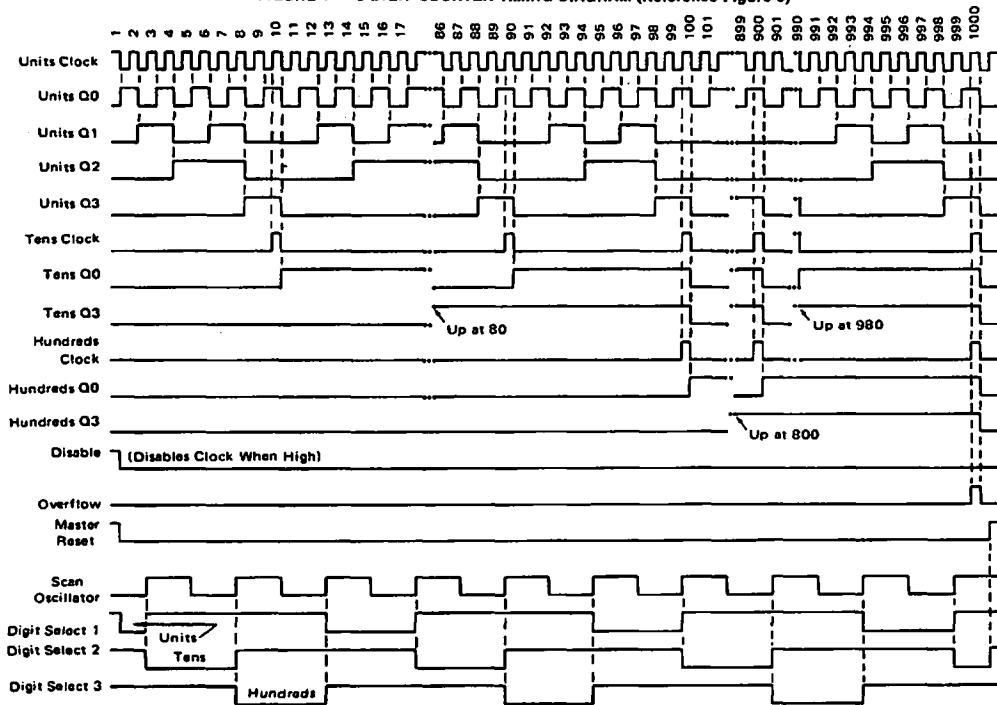 (Reference Figure 3)
1 2 3 4 5 6 7 8 9 10 11 12 13 14 15 16 17 86 87 88 89 90 91 92 93 94 95 96 97 98 99 100 101 899 900 901 990 991 992 993 994 995 996 997 998 999 1000
Units Clock
Units Q0
Units Q1
Units Q2
Units Q3
Tens Clock
Tens Q0
Tens Q3
Up at 80
Up at 980
Hundreds
Clock
Hundreds Q0
Hundreds Q3
Up at 800
Disable
(Disables Clock When High)
Overflow
Master
Reset
Scan
Oscillator
Digit Select 1
Units
Digit Select 2
Tens
Digit Select 3
Hundreds